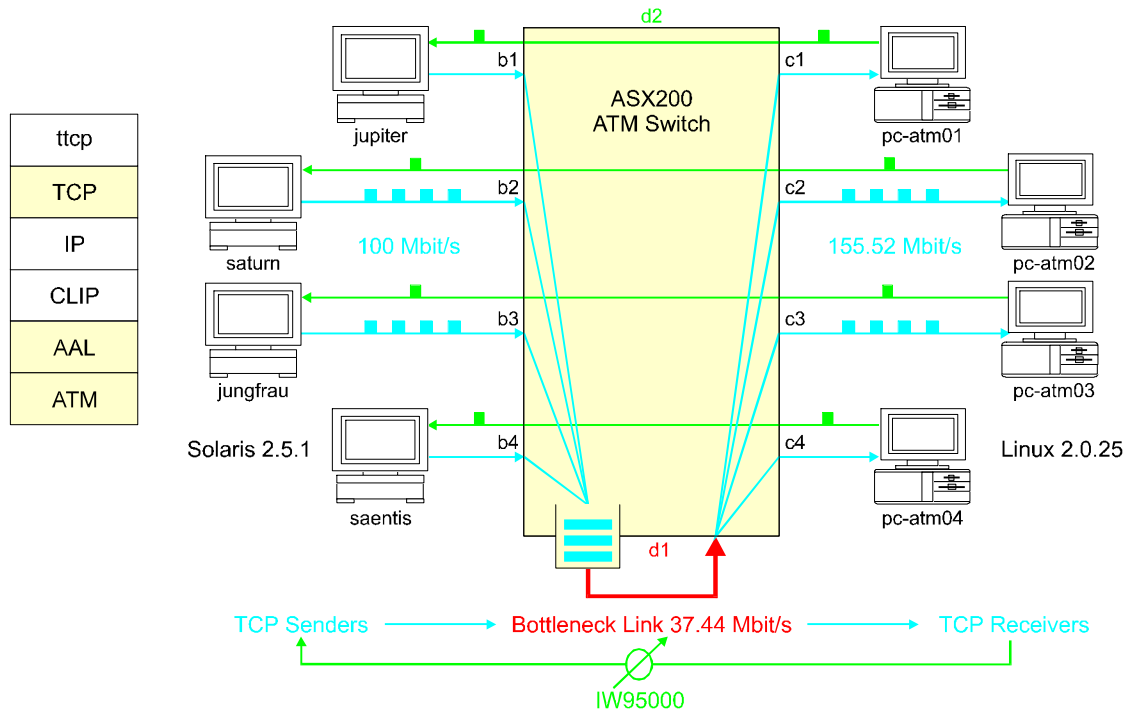 d2
b1
c1
ASX200
ATM Switch
jupiter
pc-atm01
ttcp
TCP
IP
CLIP
AAL
ATM
b2
c2
100 Mbit/s
155.52 Mbit/s
saturn
pc-atm02
b3
c3
jungfrau
pc-atm03
Solaris 2.5.1
b4
c4
Linux 2.0.25
saentis
pc-atm04
d1
TCP Senders
Bottleneck Link 37.44 Mbit/s
TCP Receivers
IW95000